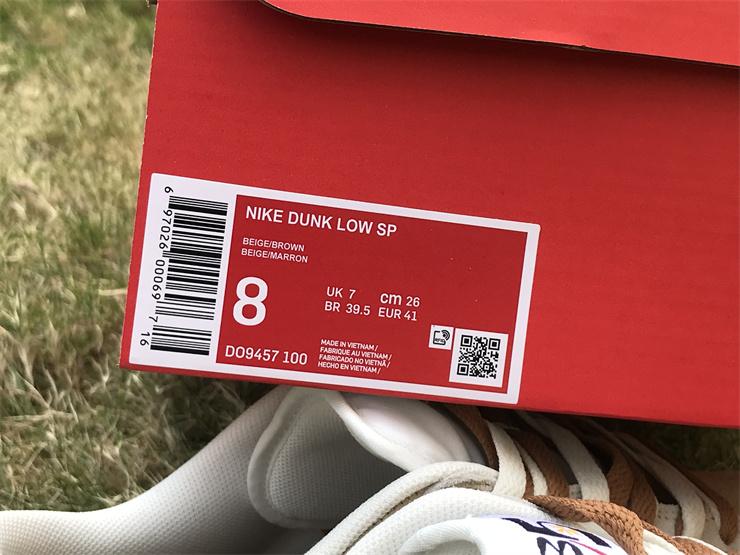 NIKE DUNK LOW SP
BEIGE/BROWN
BEIGE/MARRON
8
UK 7 cm 26
BR 39.5 EUR 41
DO9457 100
MADE IN VIETNAM /
FABRIQUE AU VIETNAM /
FABRICADO NO VIETNÃ /
HECHO EN VIETNAM /
6 97026 00069 7 16